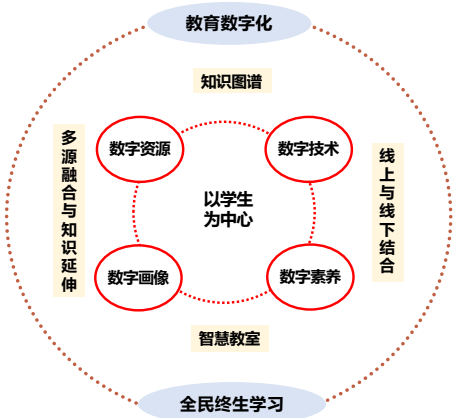 教育数字化
知识图谱
数字资源
数字技术
多源融合与知识延伸
以学生
为中心
线上与线下结合
数字画像
数字素养
智慧教室
全民终生学习